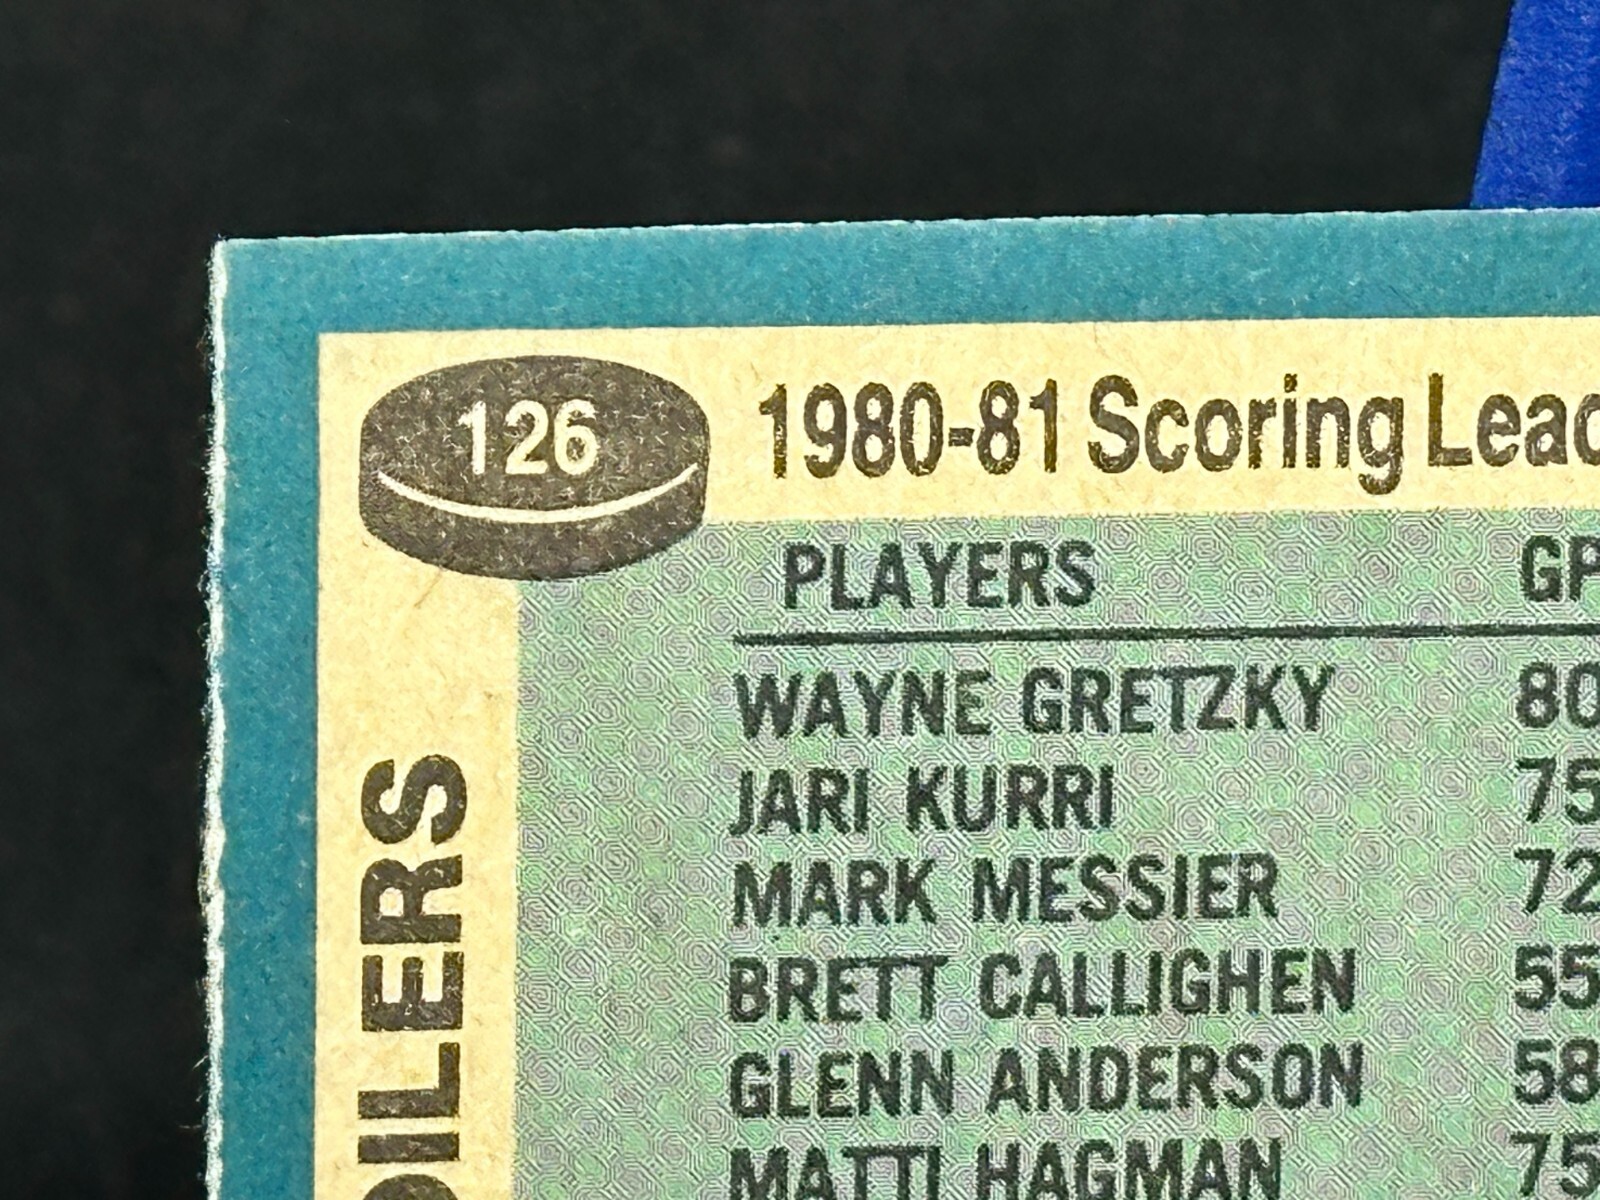 126
1980-81 Scoring Leac
PLAYERS GP
WAYNE GRETZKY 80
JARI KURRI 75
MARK MESSIER 72
BRETT CALLIGHEN 55
GLENN ANDERSON 58
MATTI HAGMAN 75
OILERS